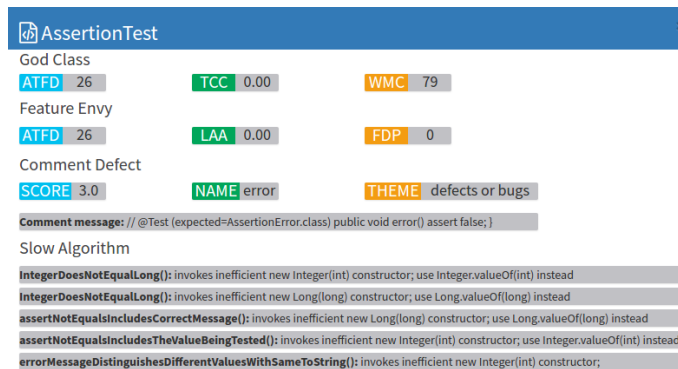 AssertionTest
God Class
ATFD 26 TCC 0.00 WMC 79
Feature Envy
ATFD 26 LAA 0.00 FDP 0
Comment Defect
SCORE 3.0 NAME error THEME defects or bugs
Comment message: // @Test (expected=AssertionError.class) public void error() assert false; }
Slow Algorithm
IntegerDoesNotEqualLong(): invokes inefficient new Integer(int) constructor; use Integer.valueOf(int) instead
IntegerDoesNotEqualLong(): invokes inefficient new Long(long) constructor; use Long.valueOf(long) instead
assertNotEqualsIncludesCorrectMessage(): invokes inefficient new Long(long) constructor; use Long.valueOf(long) instead
assertNotEqualsIncludesTheValueBeingTested(): invokes inefficient new Integer(int) constructor; use Integer.valueOf(int) instead
errorMessageDistinguishesDifferentValuesWithSameToString(): invokes inefficient new Integer(int) constructor;